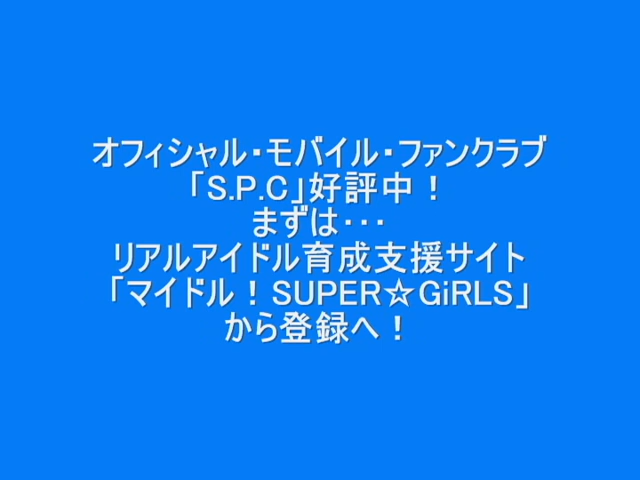 オフィシャル・モバイル・ファンクラブ
「S.P.C」好評中！
まずは・・・
リアルアイドル育成支援サイト
「マイドル！SUPER☆GiRLS」
から登録へ！